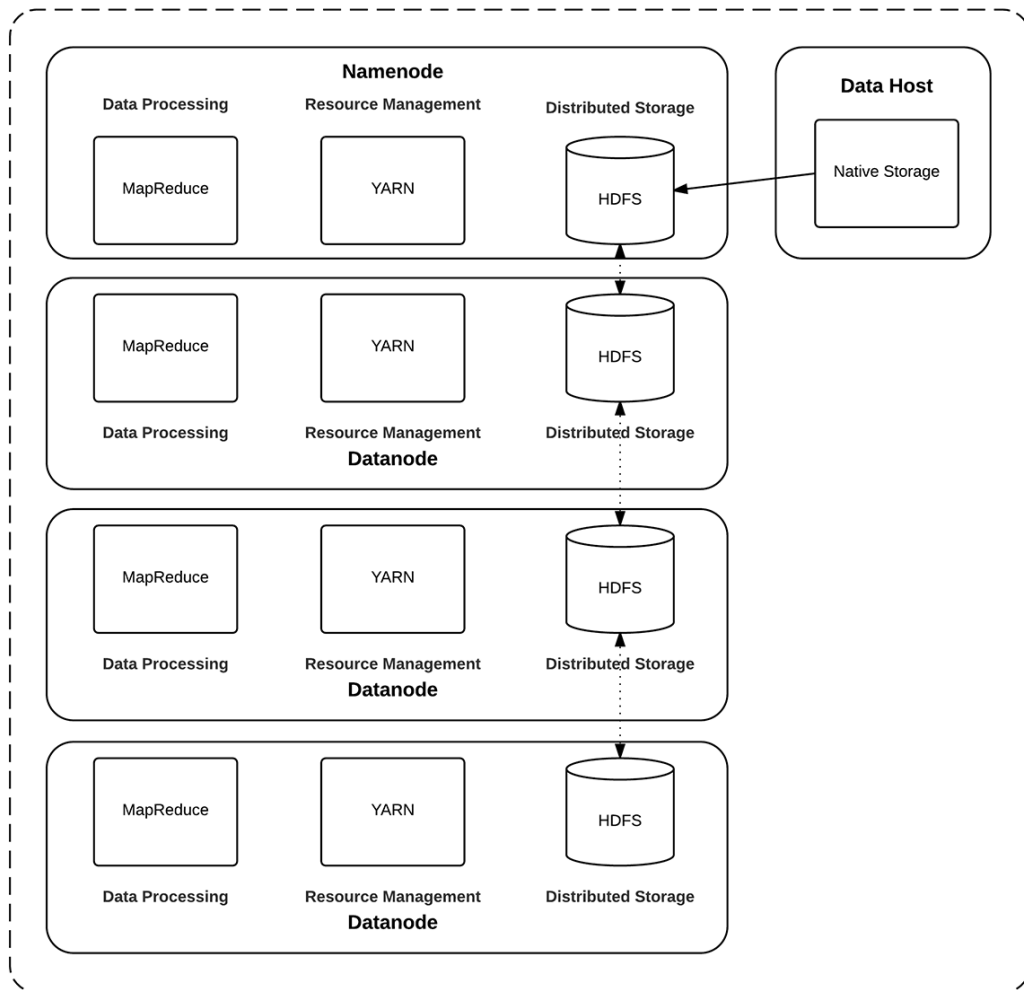 Namenode
Data Processing
Resource Management
Distributed Storage
MapReduce
YARN
HDFS
Data Host
Native Storage
MapReduce
YARN
HDFS
Data Processing
Resource Management
Distributed Storage
Datanode
MapReduce
YARN
HDFS
Data Processing
Resource Management
Distributed Storage
Datanode
MapReduce
YARN
HDFS
Data Processing
Resource Management
Distributed Storage
Datanode